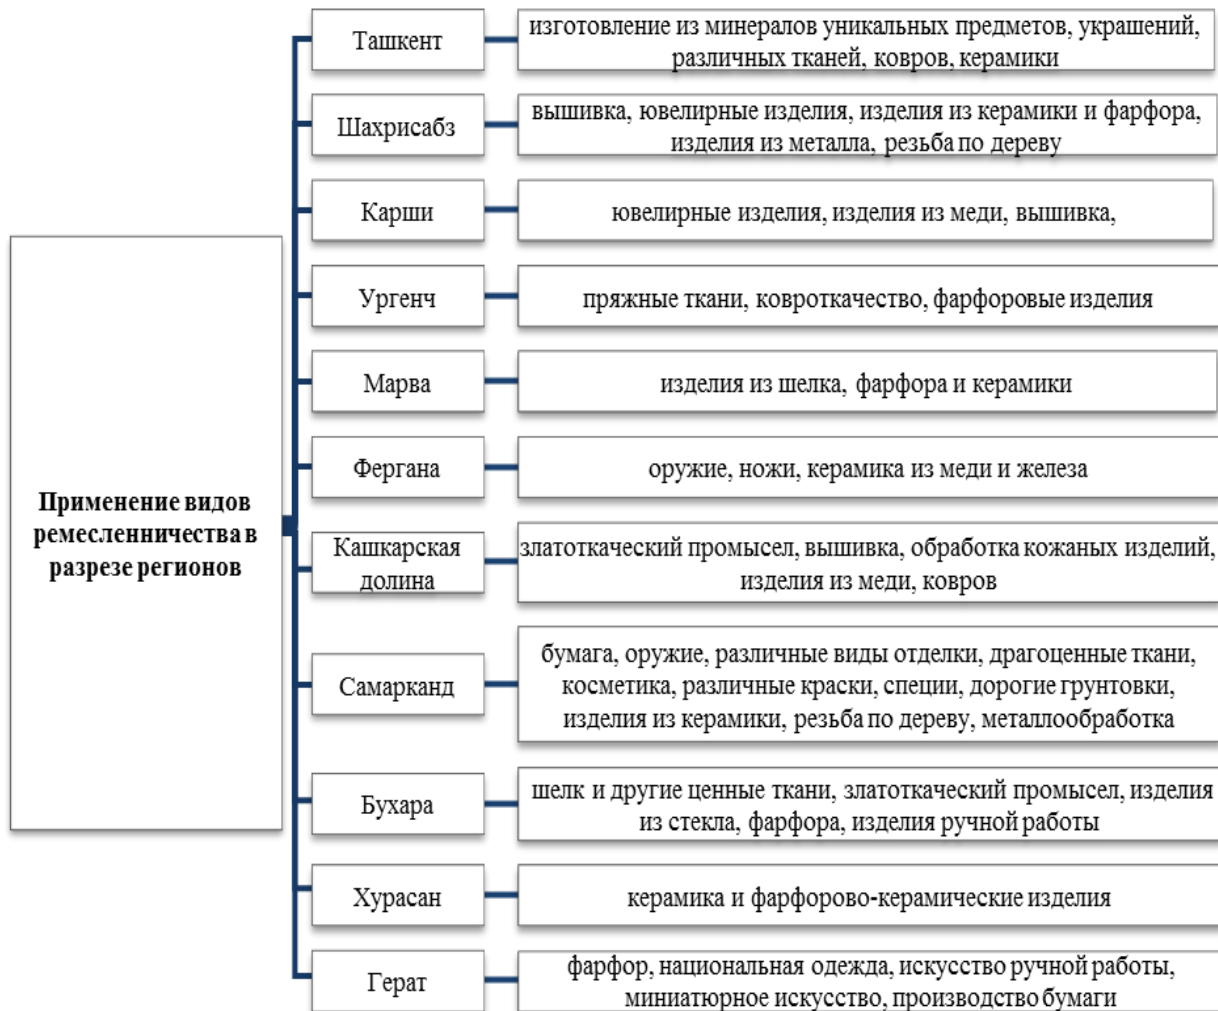 Применение видов
ремесленничества в
разрезе регионов
Ташкент
изготовление из минералов уникальных предметов, украшений,
различных тканей, ковров, керамики
Шахрисабз
вышивка, ювелирные изделия, изделия из керамики и фарфора,
изделия из металла, резьба по дереву
Карши
ювелирные изделия, изделия из меди, вышивка,
Ургенч
пряжные ткани, ковроткачество, фарфоровые изделия
Марва
изделия из шелка, фарфора и керамики
Фергана
оружие, ножи, керамика из меди и железа
Кашкарская
долина
златоткаческий промысел, вышивка, обработка кожаных изделий,
изделия из меди, ковров
Самарканд
бумага, оружие, различные виды отделки, драгоценные ткани,
косметика, различные краски, специи, дорогие грунтовки,
изделия из керамики, резьба по дереву, металлообработка
Бухара
шелк и другие ценные ткани, златоткаческий промысел, изделия
из стекла, фарфора, изделия ручной работы
Хурасан
керамика и фарфорово-керамические изделия
Герат
фарфор, национальная одежда, искусство ручной работы,
миниатюрное искусство, производство бумаги